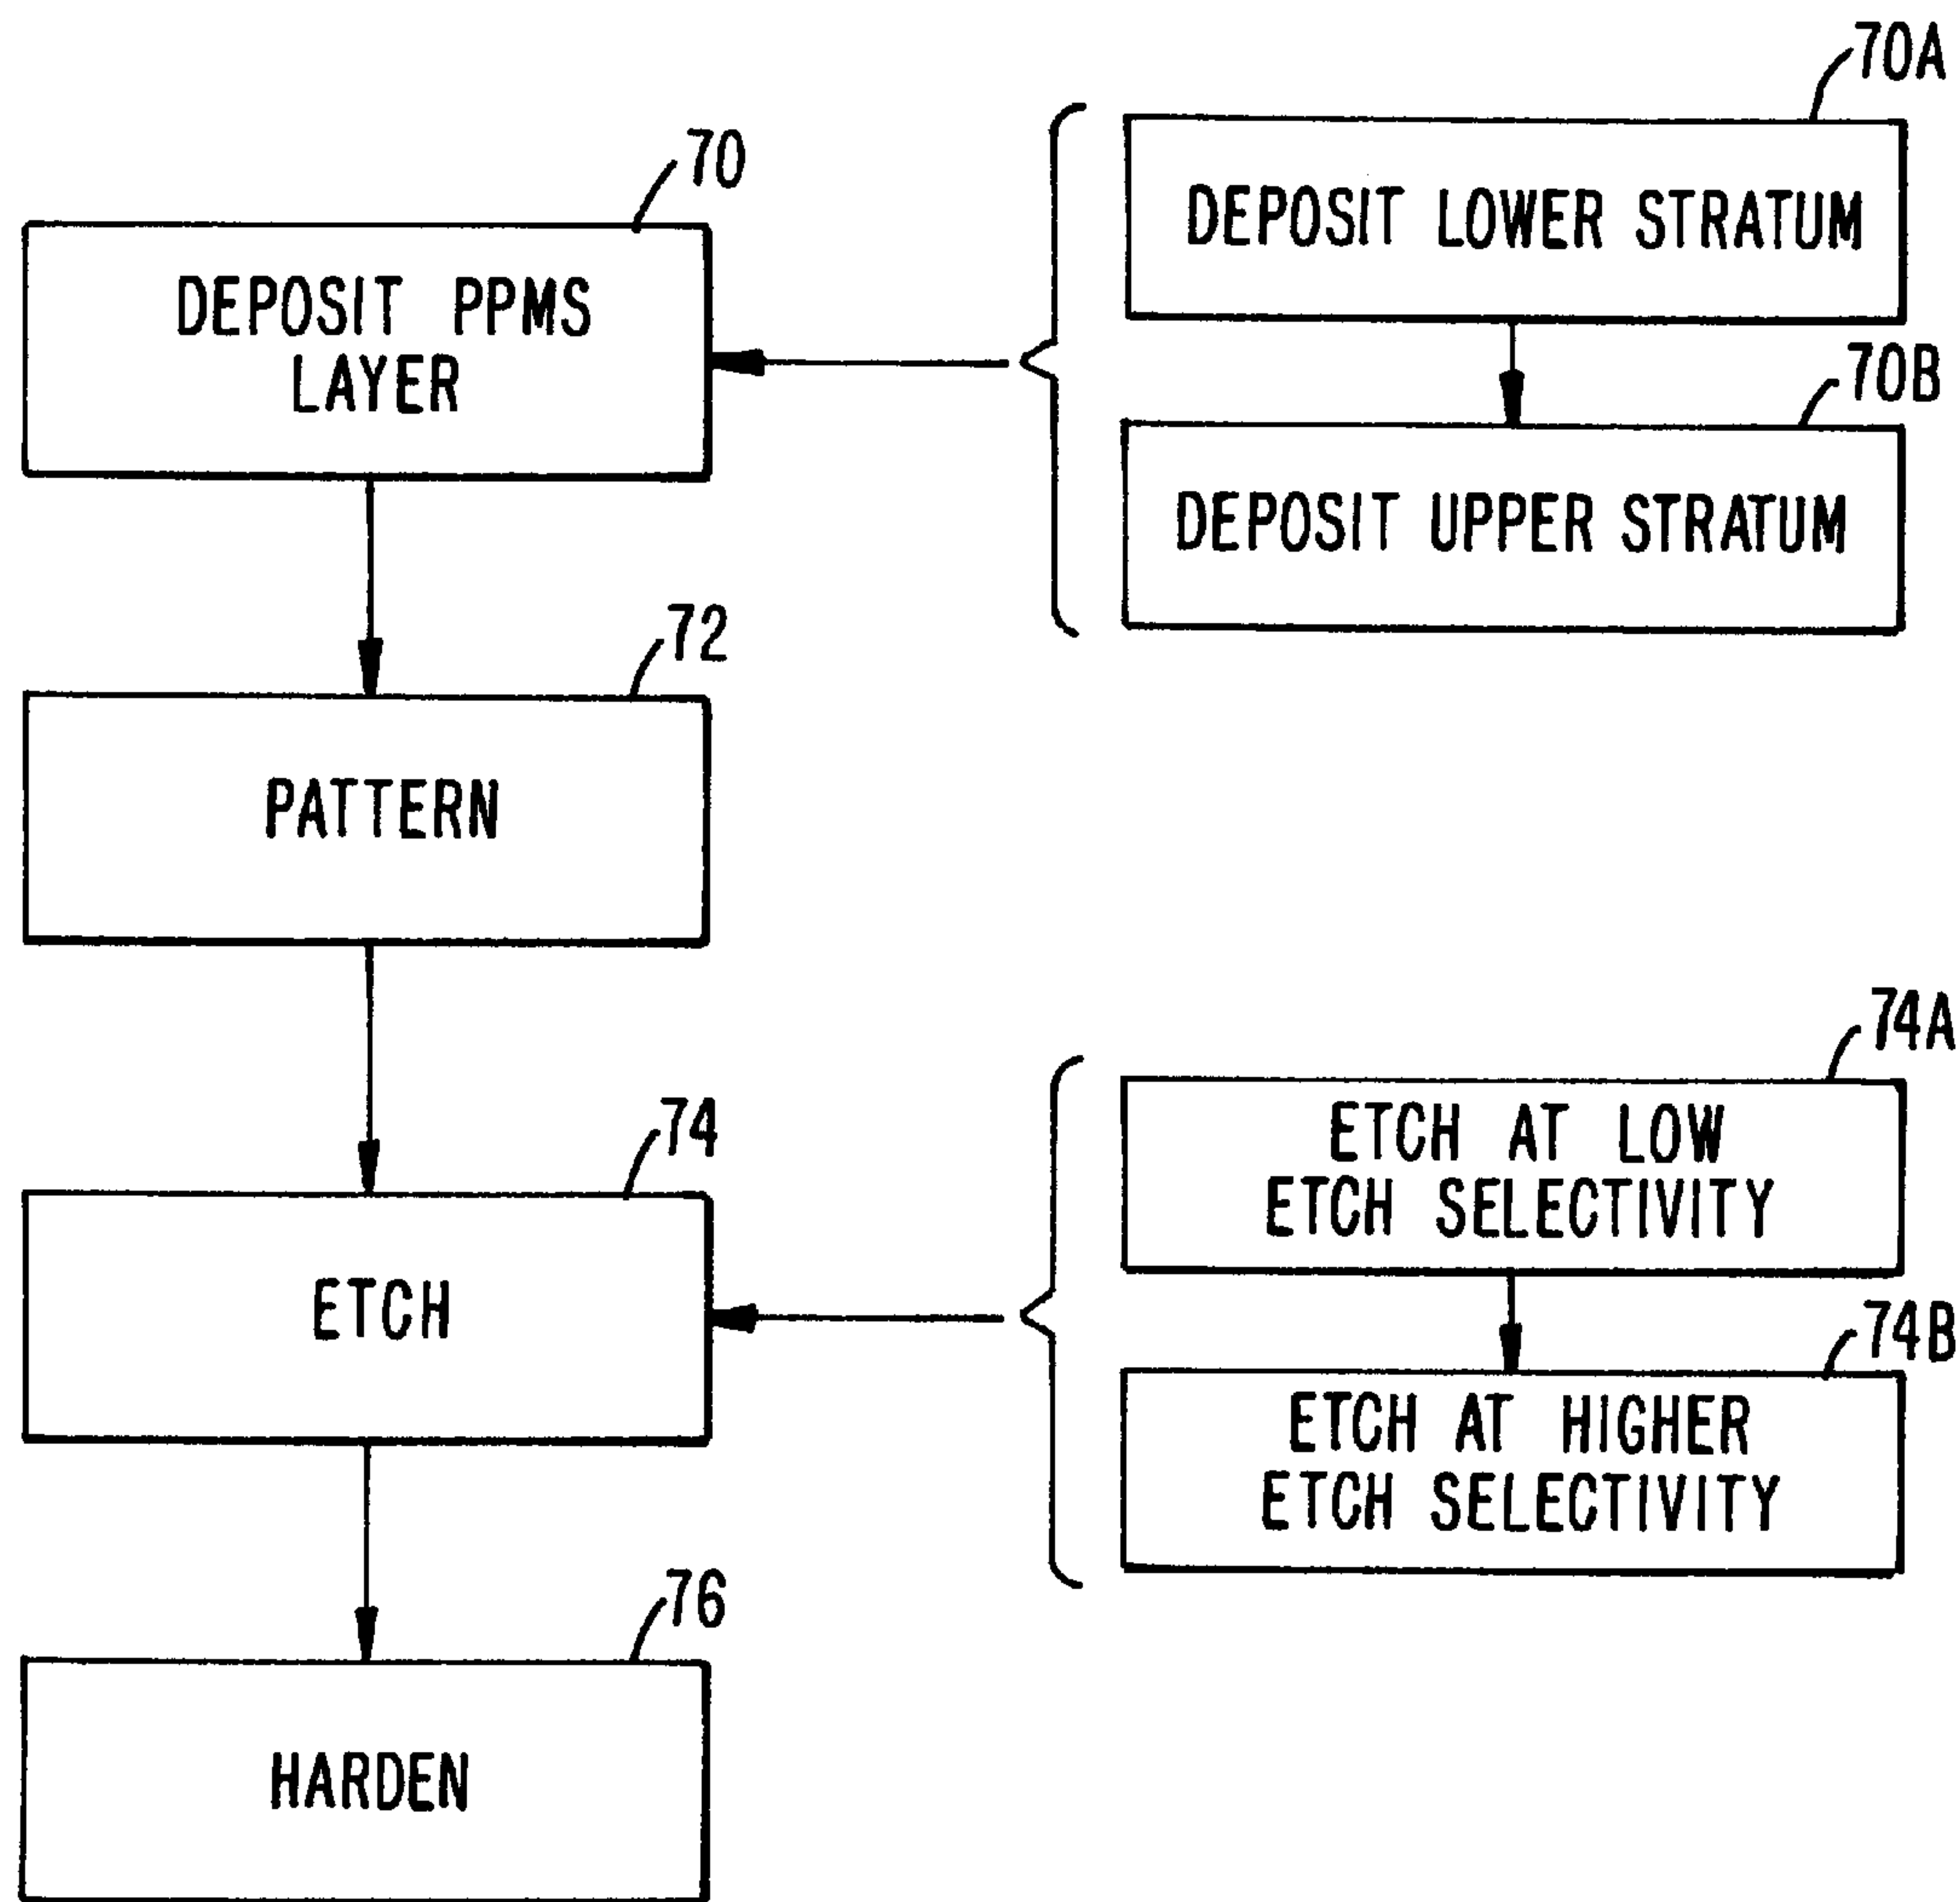 70
DEPOSIT PPMS
LAYER
70A
DEPOSIT LOWER STRATUM
70B
DEPOSIT UPPER STRATUM
72
PATTERN
74
ETCH
74A
ETCH AT LOW
ETCH SELECTIVITY
74B
ETCH AT HIGHER
ETCH SELECTIVITY
76
HARDEN